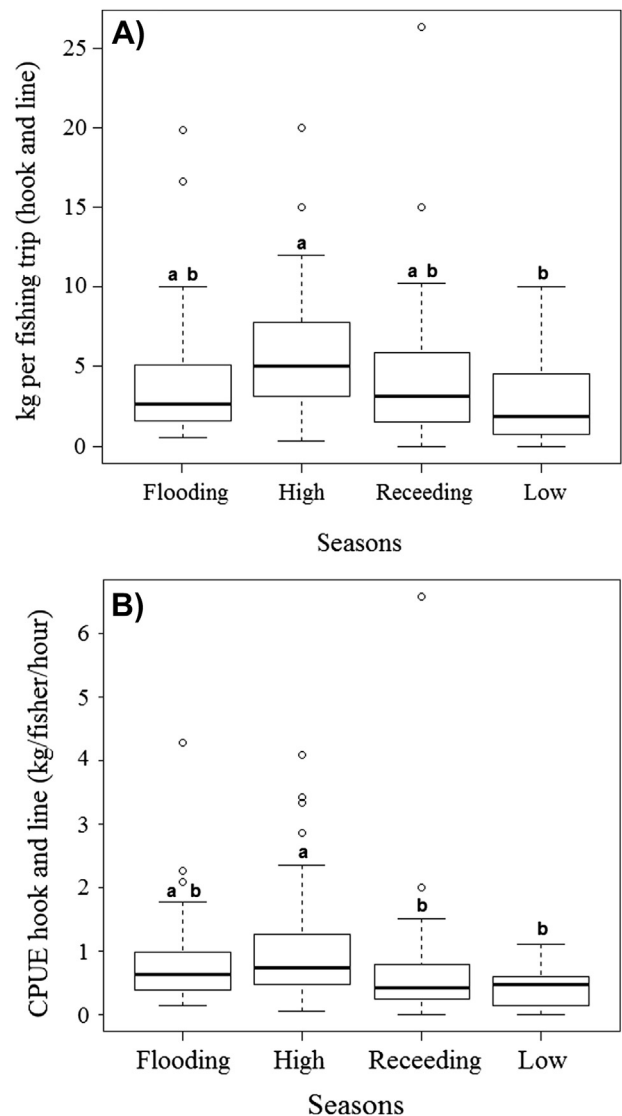 A)
kg per fishing trip (hook and line)
25
20
15
10
5
0
a b
a
a b
b
Flooding High Receeding Low
Seasons
B)
CPUE hook and line (kg/fisher/hour)
6
5
4
3
2
1
0
a b
a
b
b
Flooding High Receeding Low
Seasons